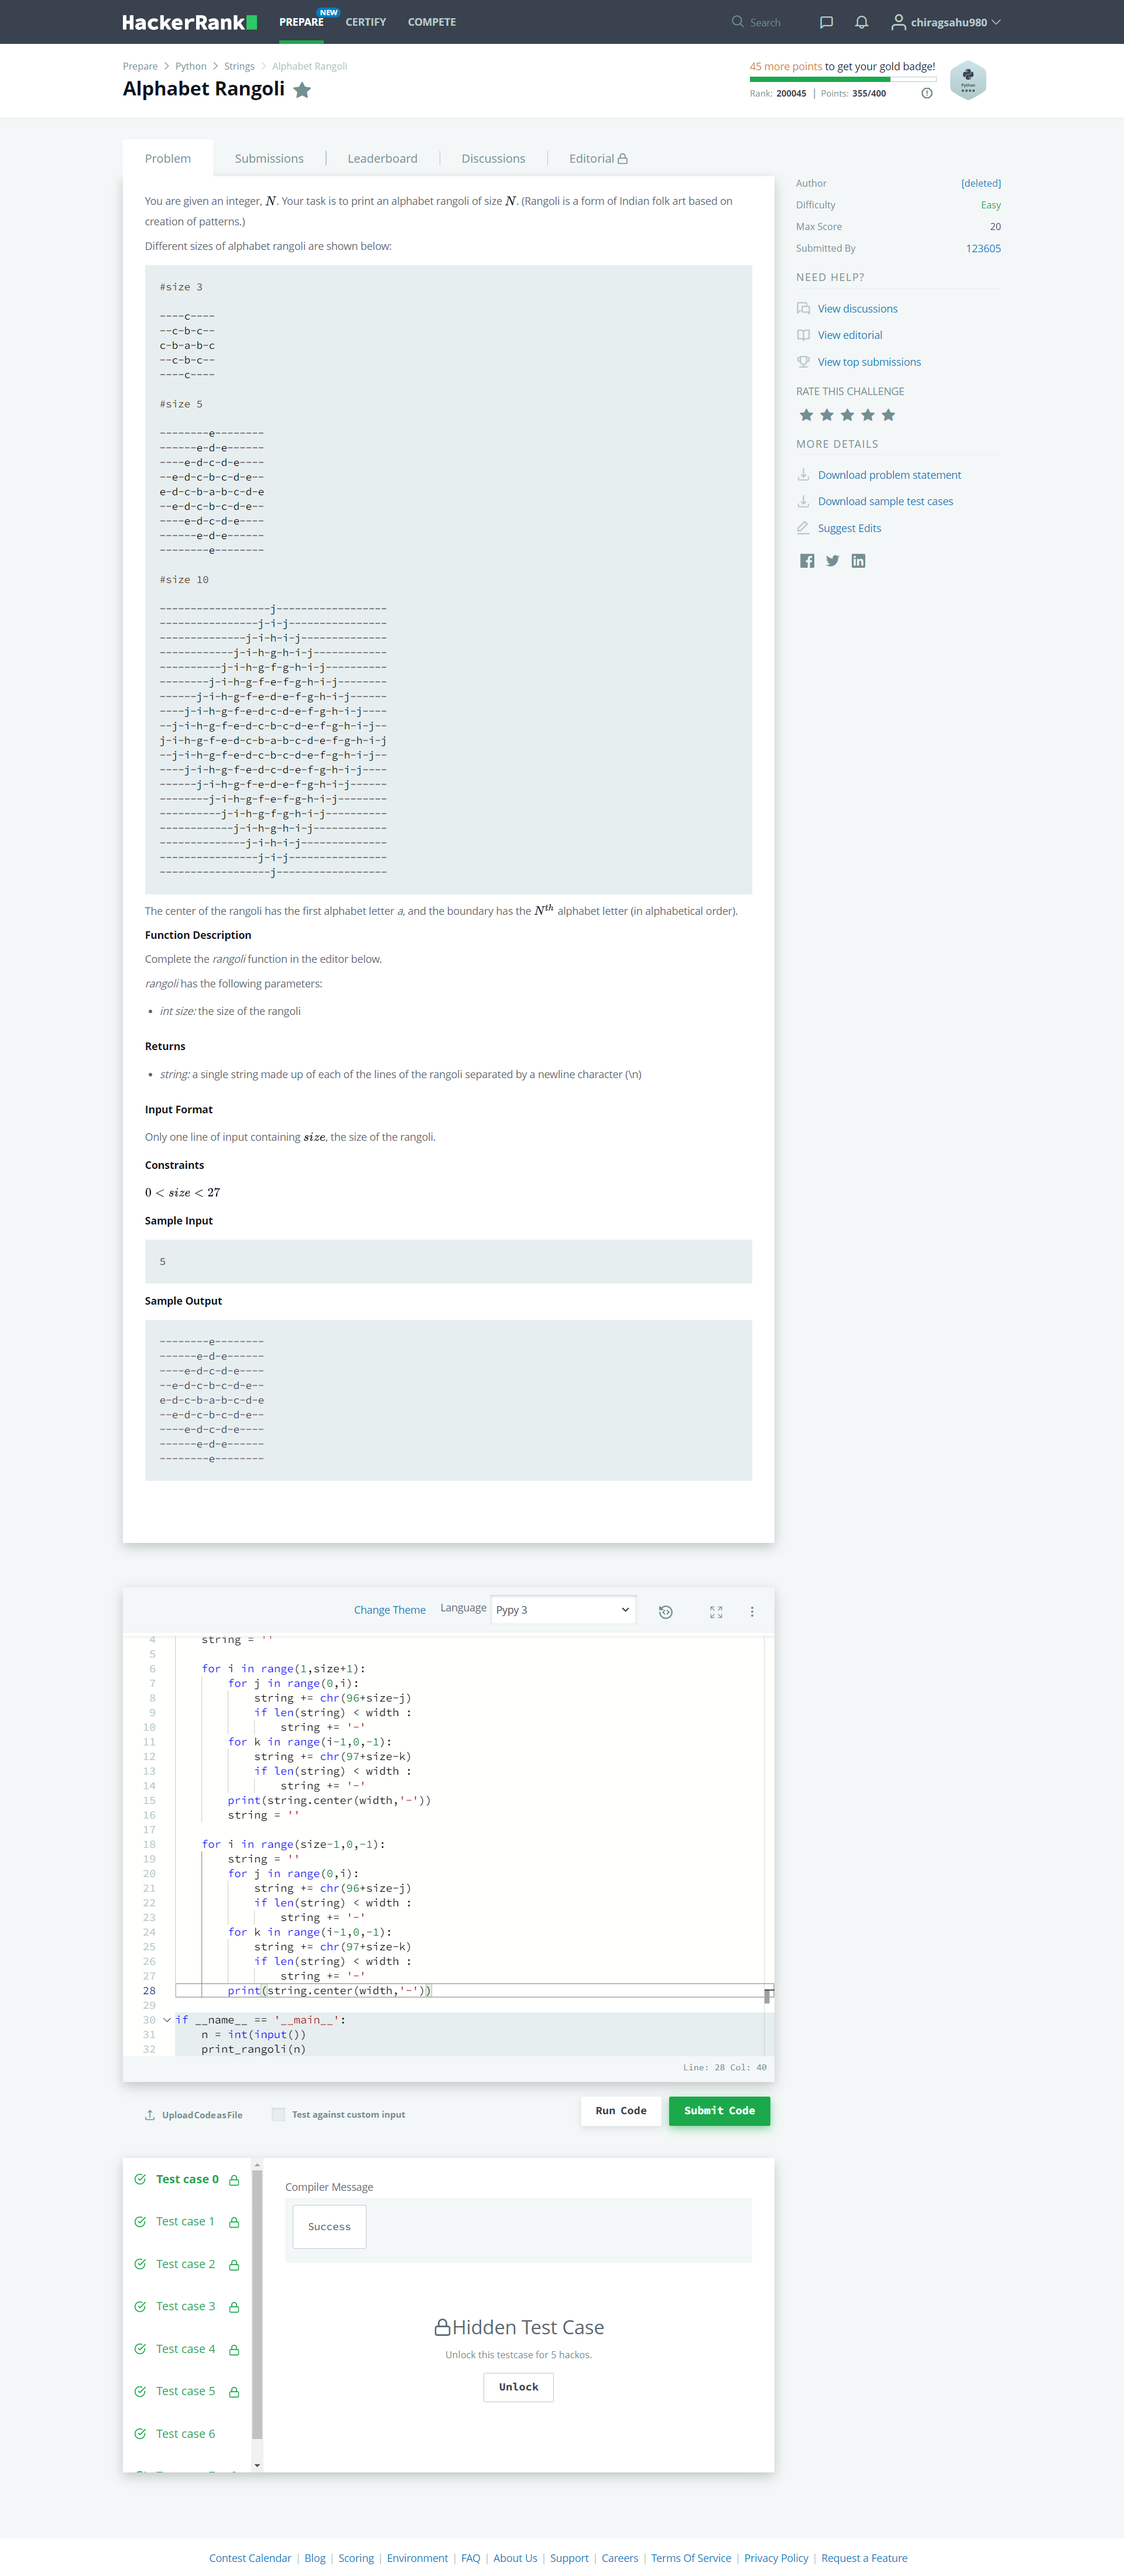 HackerRank
PREPARE NEW CERTIFY COMPETE
Search
chiragsahu980
Prepare > Python > Strings > Alphabet Rangoli
Alphabet Rangoli
45 more points to get your gold badge!
Rank: 200045 | Points: 355/400
Python
Problem Submissions Leaderboard Discussions Editorial
You are given an integer, N. Your task is to print an alphabet rangoli of size N. (Rangoli is a form of Indian folk art based on
creation of patterns.)
Different sizes of alphabet rangoli are shown below:
#size 3
----c----
--c-b-c--
c-b-a-b-c
--c-b-c--
----c----
#size 5
--------e--------
------e-d-e------
----e-d-c-d-e----
--e-d-c-b-c-d-e--
e-d-c-b-a-b-c-d-e
--e-d-c-b-c-d-e--
----e-d-c-d-e----
------e-d-e------
--------e--------
#size 10
------------------j------------------
----------------j-i-j----------------
--------------j-i-h-i-j--------------
------------j-i-h-g-h-i-j------------
----------j-i-h-g-f-g-h-i-j----------
--------j-i-h-g-f-e-f-g-h-i-j--------
------j-i-h-g-f-e-d-e-f-g-h-i-j------
----j-i-h-g-f-e-d-c-d-e-f-g-h-i-j----
--j-i-h-g-f-e-d-c-b-c-d-e-f-g-h-i-j--
j-i-h-g-f-e-d-c-b-a-b-c-d-e-f-g-h-i-j
--j-i-h-g-f-e-d-c-b-c-d-e-f-g-h-i-j--
----j-i-h-g-f-e-d-c-d-e-f-g-h-i-j----
------j-i-h-g-f-e-d-e-f-g-h-i-j------
--------j-i-h-g-f-e-f-g-h-i-j--------
----------j-i-h-g-f-g-h-i-j----------
------------j-i-h-g-h-i-j------------
--------------j-i-h-i-j--------------
----------------j-i-j----------------
------------------j------------------
The center of the rangoli has the first alphabet letter a, and the boundary has the Nth alphabet letter (in alphabetical order).
Function Description
Complete the rangoli function in the editor below.
rangoli has the following parameters:
• int size: the size of the rangoli
Returns
• string: a single string made up of each of the lines of the rangoli separated by a newline character (\n)
Input Format
Only one line of input containing size, the size of the rangoli.
Constraints
0 < size < 27
Sample Input
5
Sample Output
--------e--------
------e-d-e------
----e-d-c-d-e----
--e-d-c-b-c-d-e--
e-d-c-b-a-b-c-d-e
--e-d-c-b-c-d-e--
----e-d-c-d-e----
------e-d-e------
--------e--------
Author [deleted]
Difficulty Easy
Max Score 20
Submitted By 123605
NEED HELP?
View discussions
View editorial
View top submissions
RATE THIS CHALLENGE
MORE DETAILS
Download problem statement
Download sample test cases
Suggest Edits
Change Theme Language Pypy 3
4     string = ''
5
6     for i in range(1,size+1):
7         for j in range(0,i):
8             string += chr(96+size-j)
9             if len(string) < width :
10                 string += '-'
11         for k in range(i-1,0,-1):
12             string += chr(97+size-k)
13             if len(string) < width :
14                 string += '-'
15         print(string.center(width,'-'))
16         string = ''
17
18     for i in range(size-1,0,-1):
19         string = ''
20         for j in range(0,i):
21             string += chr(96+size-j)
22             if len(string) < width :
23                 string += '-'
24         for k in range(i-1,0,-1):
25             string += chr(97+size-k)
26             if len(string) < width :
27                 string += '-'
28         print(string.center(width,'-'))
29
30 if __name__ == '__main__':
31     n = int(input())
32     print_rangoli(n)
Line: 28 Col: 40
Upload Code as File Test against custom input Run Code Submit Code
Test case 0
Test case 1
Test case 2
Test case 3
Test case 4
Test case 5
Test case 6
Compiler Message
Success
Hidden Test Case
Unlock this testcase for 5 hackos.
Unlock
Contest Calendar | Blog | Scoring | Environment | FAQ | About Us | Support | Careers | Terms Of Service | Privacy Policy | Request a Feature